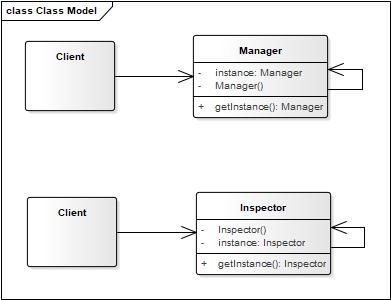 class Class Model
Client
Manager
- instance: Manager
- Manager()
+ getInstance(): Manager
Client
Inspector
- Inspector()
- instance: Inspector
+ getInstance(): Inspector